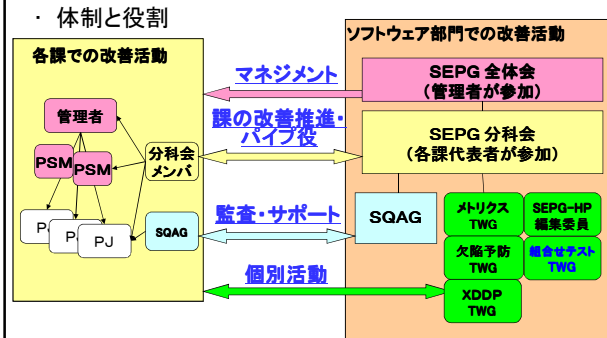 ・ 体制と役割
各課での改善活動
管理者
PSM
PSM
分科会
メンバ
P
P
PJ
SQAG
マネジメント
課の改善推進・
パイプ役
監査・サポート
個別活動
ソフトウェア部門での改善活動
SEPG 全体会
(管理者が参加)
SEPG 分科会
(各課代表者が参加)
SQAG
メトリクス
TWG
SEPG-HP
編集委員
欠陥予防
TWG
組合せテスト
TWG
XDDP
TWG